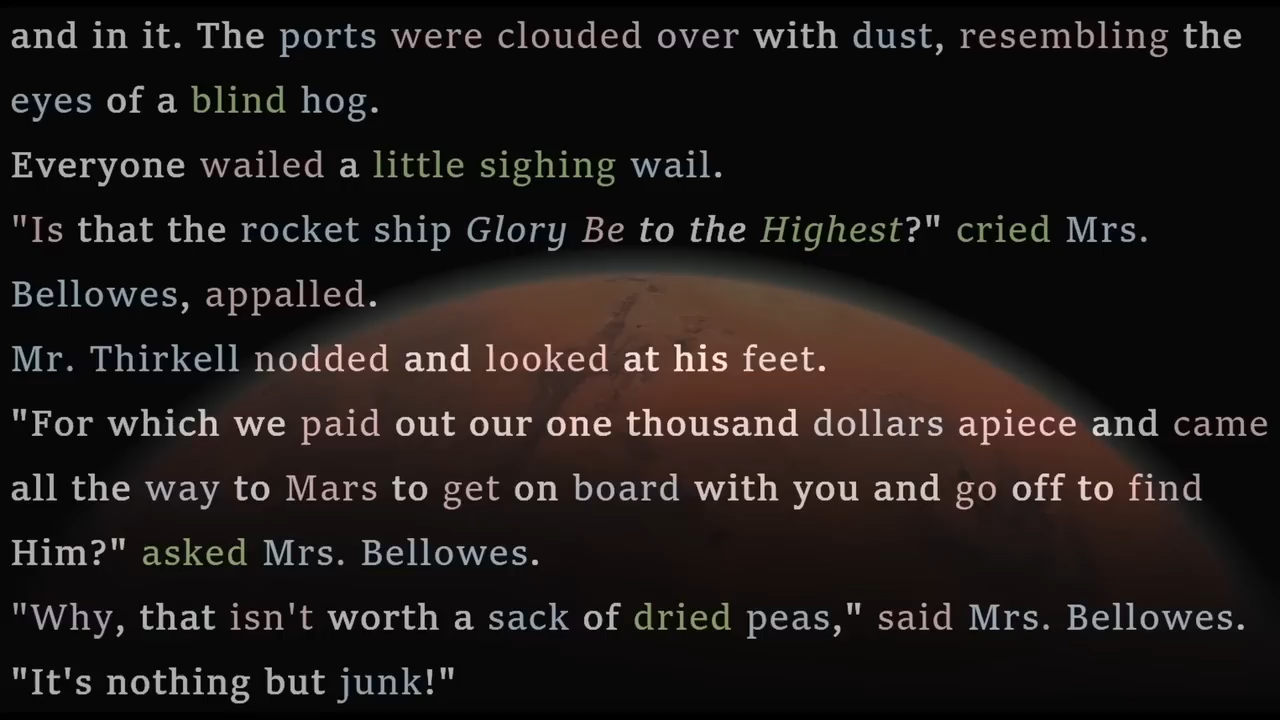 and in it. The ports were clouded over with dust, resembling the
eyes of a blind hog.
Everyone wailed a little sighing wail.
"Is that the rocket ship Glory Be to the Highest?" cried Mrs.
Bellowes, appalled.
Mr. Thirkell nodded and looked at his feet.
"For which we paid out our one thousand dollars apiece and came
all the way to Mars to get on board with you and go off to find
Him?" asked Mrs. Bellowes.
"Why, that isn't worth a sack of dried peas," said Mrs. Bellowes.
"It's nothing but junk!"